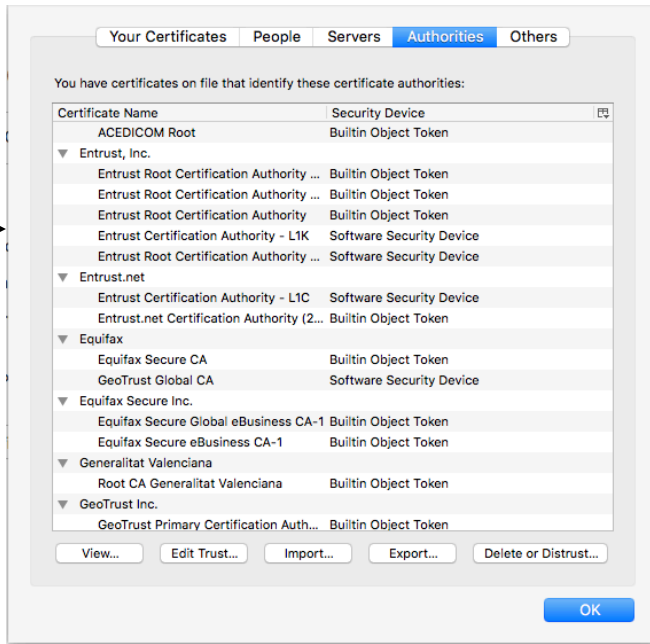 Your Certificates People Servers Authorities Others
You have certificates on file that identify these certificate authorities:
Certificate Name Security Device
ACEDICOM Root Builtin Object Token
Entrust, Inc.
Entrust Root Certification Authority ... Builtin Object Token
Entrust Root Certification Authority ... Builtin Object Token
Entrust Root Certification Authority Builtin Object Token
Entrust Certification Authority - L1K Software Security Device
Entrust Root Certification Authority ... Software Security Device
Entrust.net
Entrust Certification Authority - L1C Software Security Device
Entrust.net Certification Authority (2... Builtin Object Token
Equifax
Equifax Secure CA Builtin Object Token
GeoTrust Global CA Software Security Device
Equifax Secure Inc.
Equifax Secure Global eBusiness CA-1 Builtin Object Token
Equifax Secure eBusiness CA-1 Builtin Object Token
Generalitat Valenciana
Root CA Generalitat Valenciana Builtin Object Token
GeoTrust Inc.
GeoTrust Primary Certification Auth... Builtin Object Token
View... Edit Trust... Import... Export... Delete or Distrust...
OK